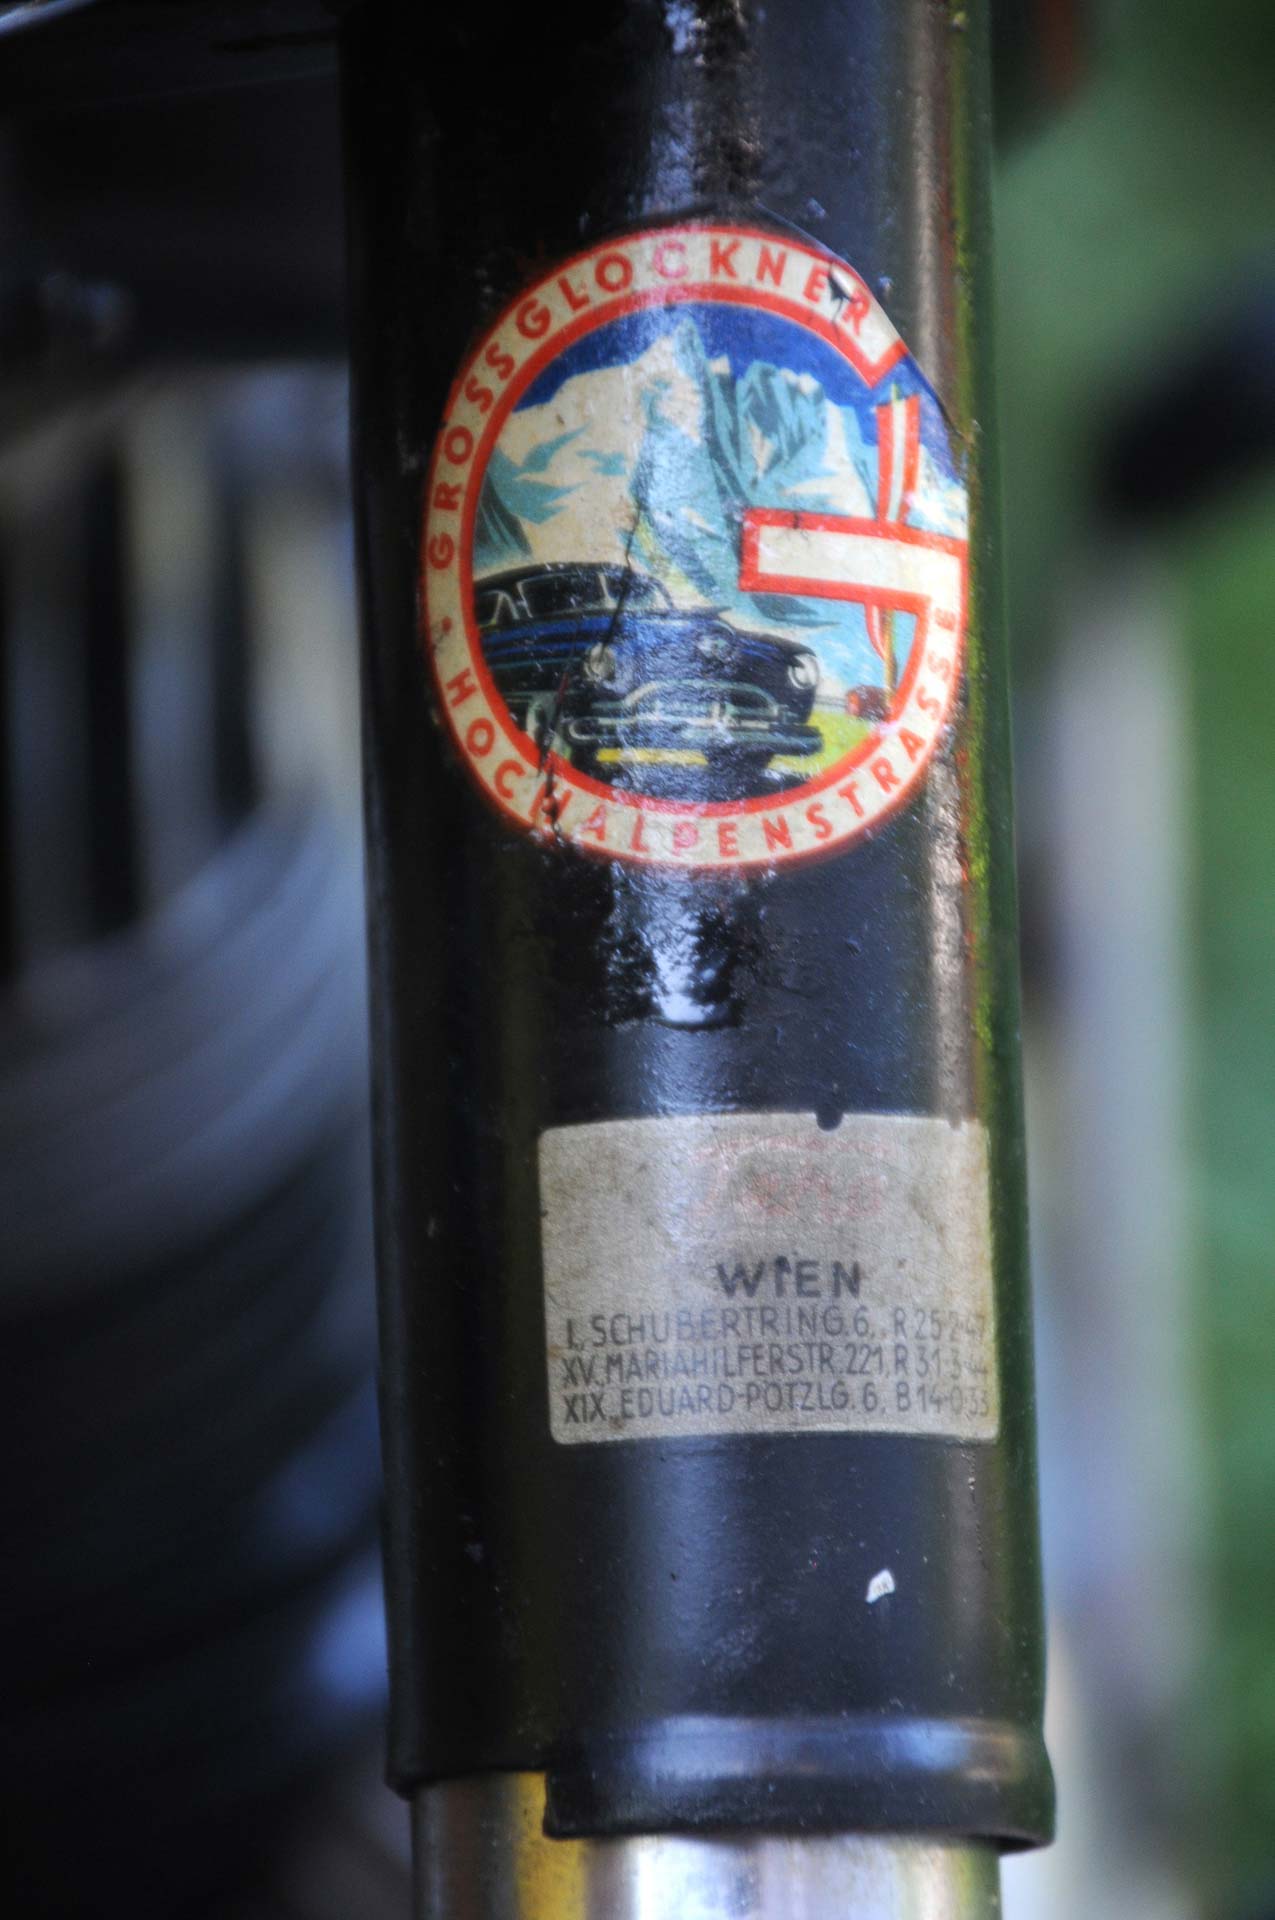 GROSSGLOCKNER
HOCHALPENSTRASSE
WIEN
I., SCHUBERTRING 6, R 25 2 47
XV. MARIAHILFERSTR. 221, R 31 3 44
XIX. EDUARD-PÖTZLG. 6, B 14-0 33